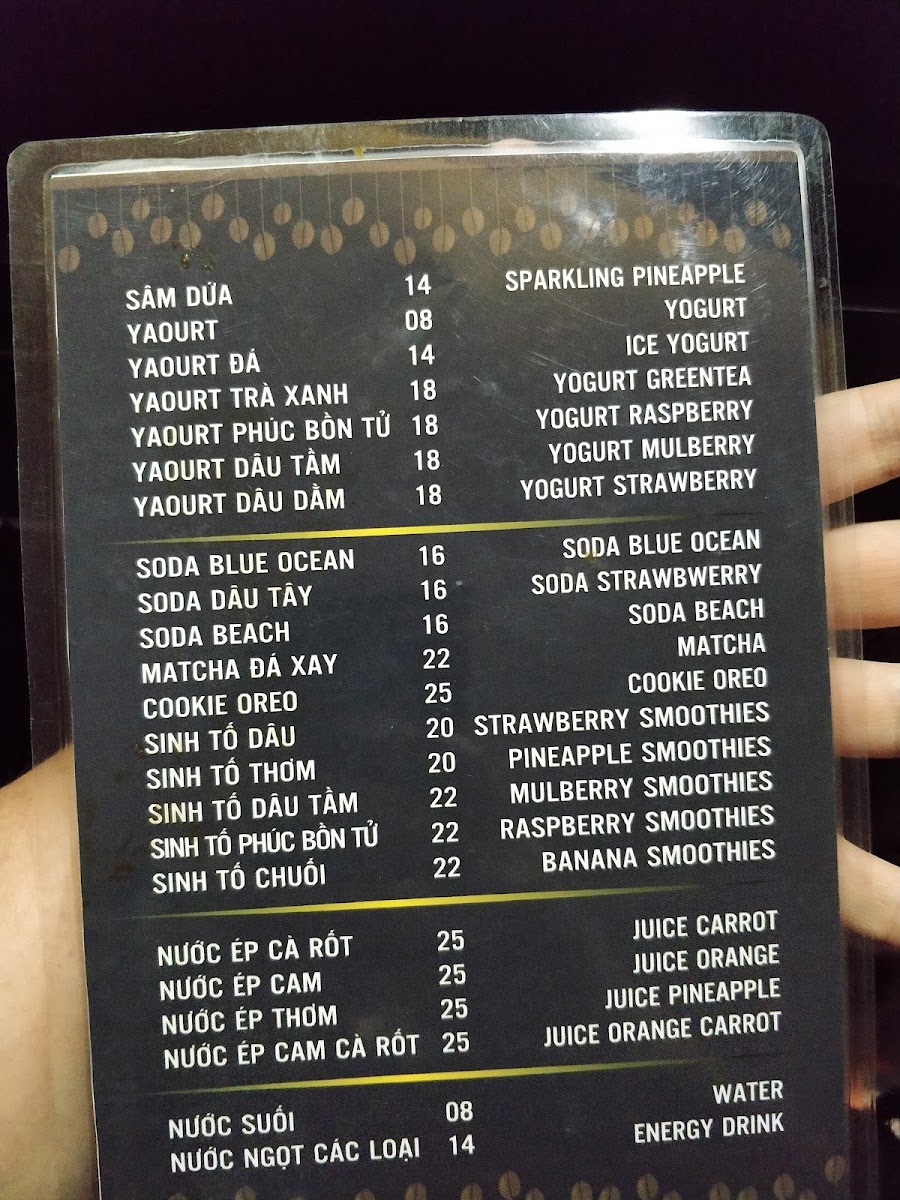 SÂM DỨA 14 SPARKLING PINEAPPLE
YAOURT 08 YOGURT
YAOURT ĐÁ 14 ICE YOGURT
YAOURT TRÀ XANH 18 YOGURT GREENTEA
YAOURT PHÚC BỒN TỬ 18 YOGURT RASPBERRY
YAOURT DÂU TẰM 18 YOGURT MULBERRY
YAOURT DÂU DẰM 18 YOGURT STRAWBERRY
SODA BLUE OCEAN 16 SODA BLUE OCEAN
SODA DÂU TÂY 16 SODA STRAWBWERRY
SODA BEACH 16 SODA BEACH
MATCHA ĐÁ XAY 22 MATCHA
COOKIE OREO 25 COOKIE OREO
SINH TỐ DÂU 20 STRAWBERRY SMOOTHIES
SINH TỐ THƠM 20 PINEAPPLE SMOOTHIES
SINH TỐ DÂU TẰM 22 MULBERRY SMOOTHIES
SINH TỐ PHÚC BỒN TỬ 22 RASPBERRY SMOOTHIES
SINH TỐ CHUỐI 22 BANANA SMOOTHIES
NƯỚC ÉP CÀ RỐT 25 JUICE CARROT
NƯỚC ÉP CAM 25 JUICE ORANGE
NƯỚC ÉP THƠM 25 JUICE PINEAPPLE
NƯỚC ÉP CAM CÀ RỐT 25 JUICE ORANGE CARROT
NƯỚC SUỐI 08 WATER
NƯỚC NGỌT CÁC LOẠI 14 ENERGY DRINK